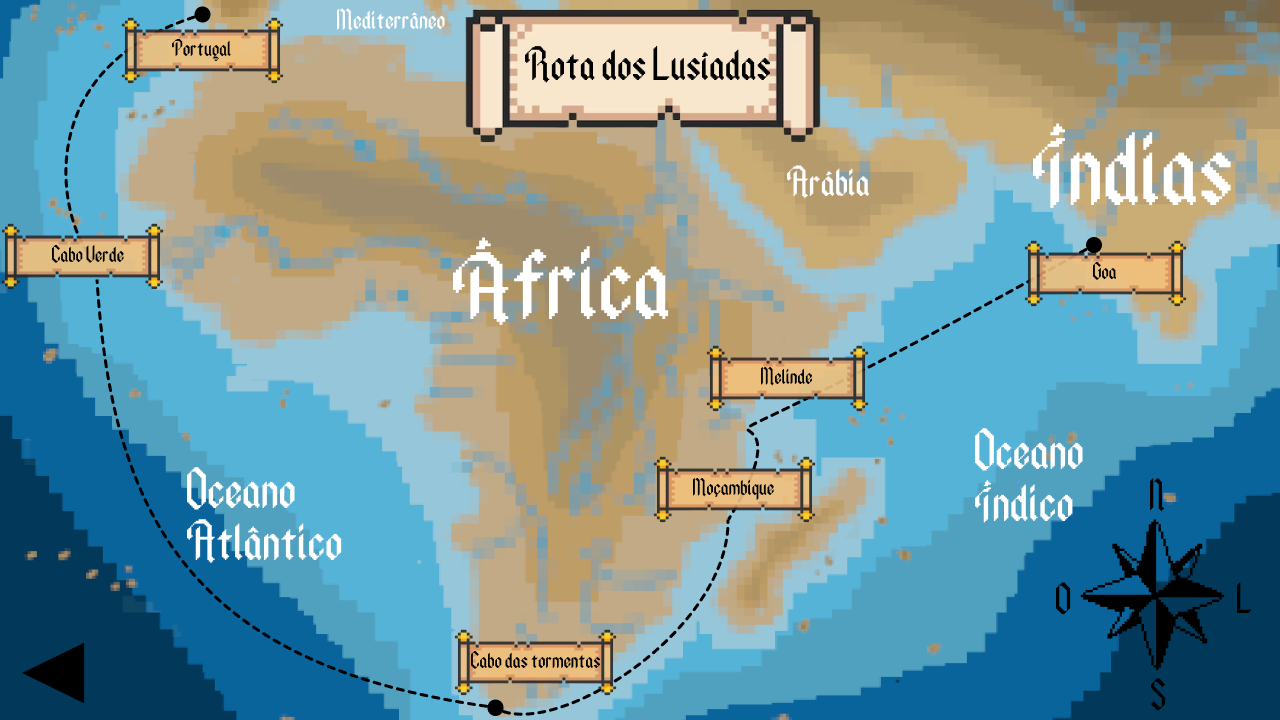 Mediterrâneo
Portugal
Rota dos Lusíadas
Arábia
Índias
Cabo Verde
África
Goa
Melinde
Oceano
Atlântico
Moçambique
Oceano
Índico
N
O
L
S
Cabo das tormentas